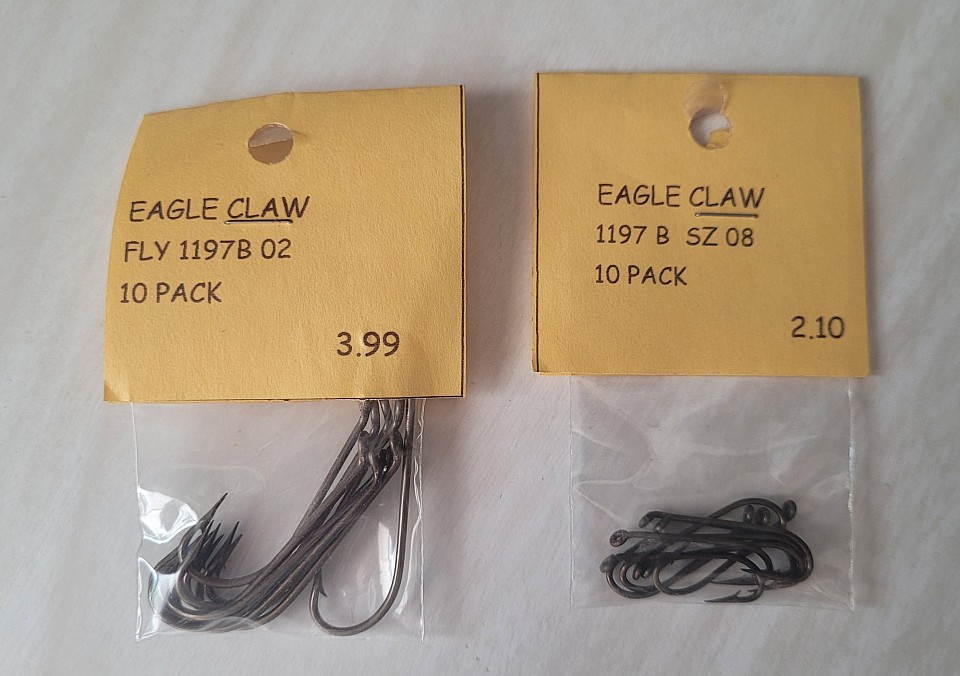 EAGLE CLAW
FLY 1197B 02
10 PACK
3.99
EAGLE CLAW
1197 B SZ 08
10 PACK
2.10